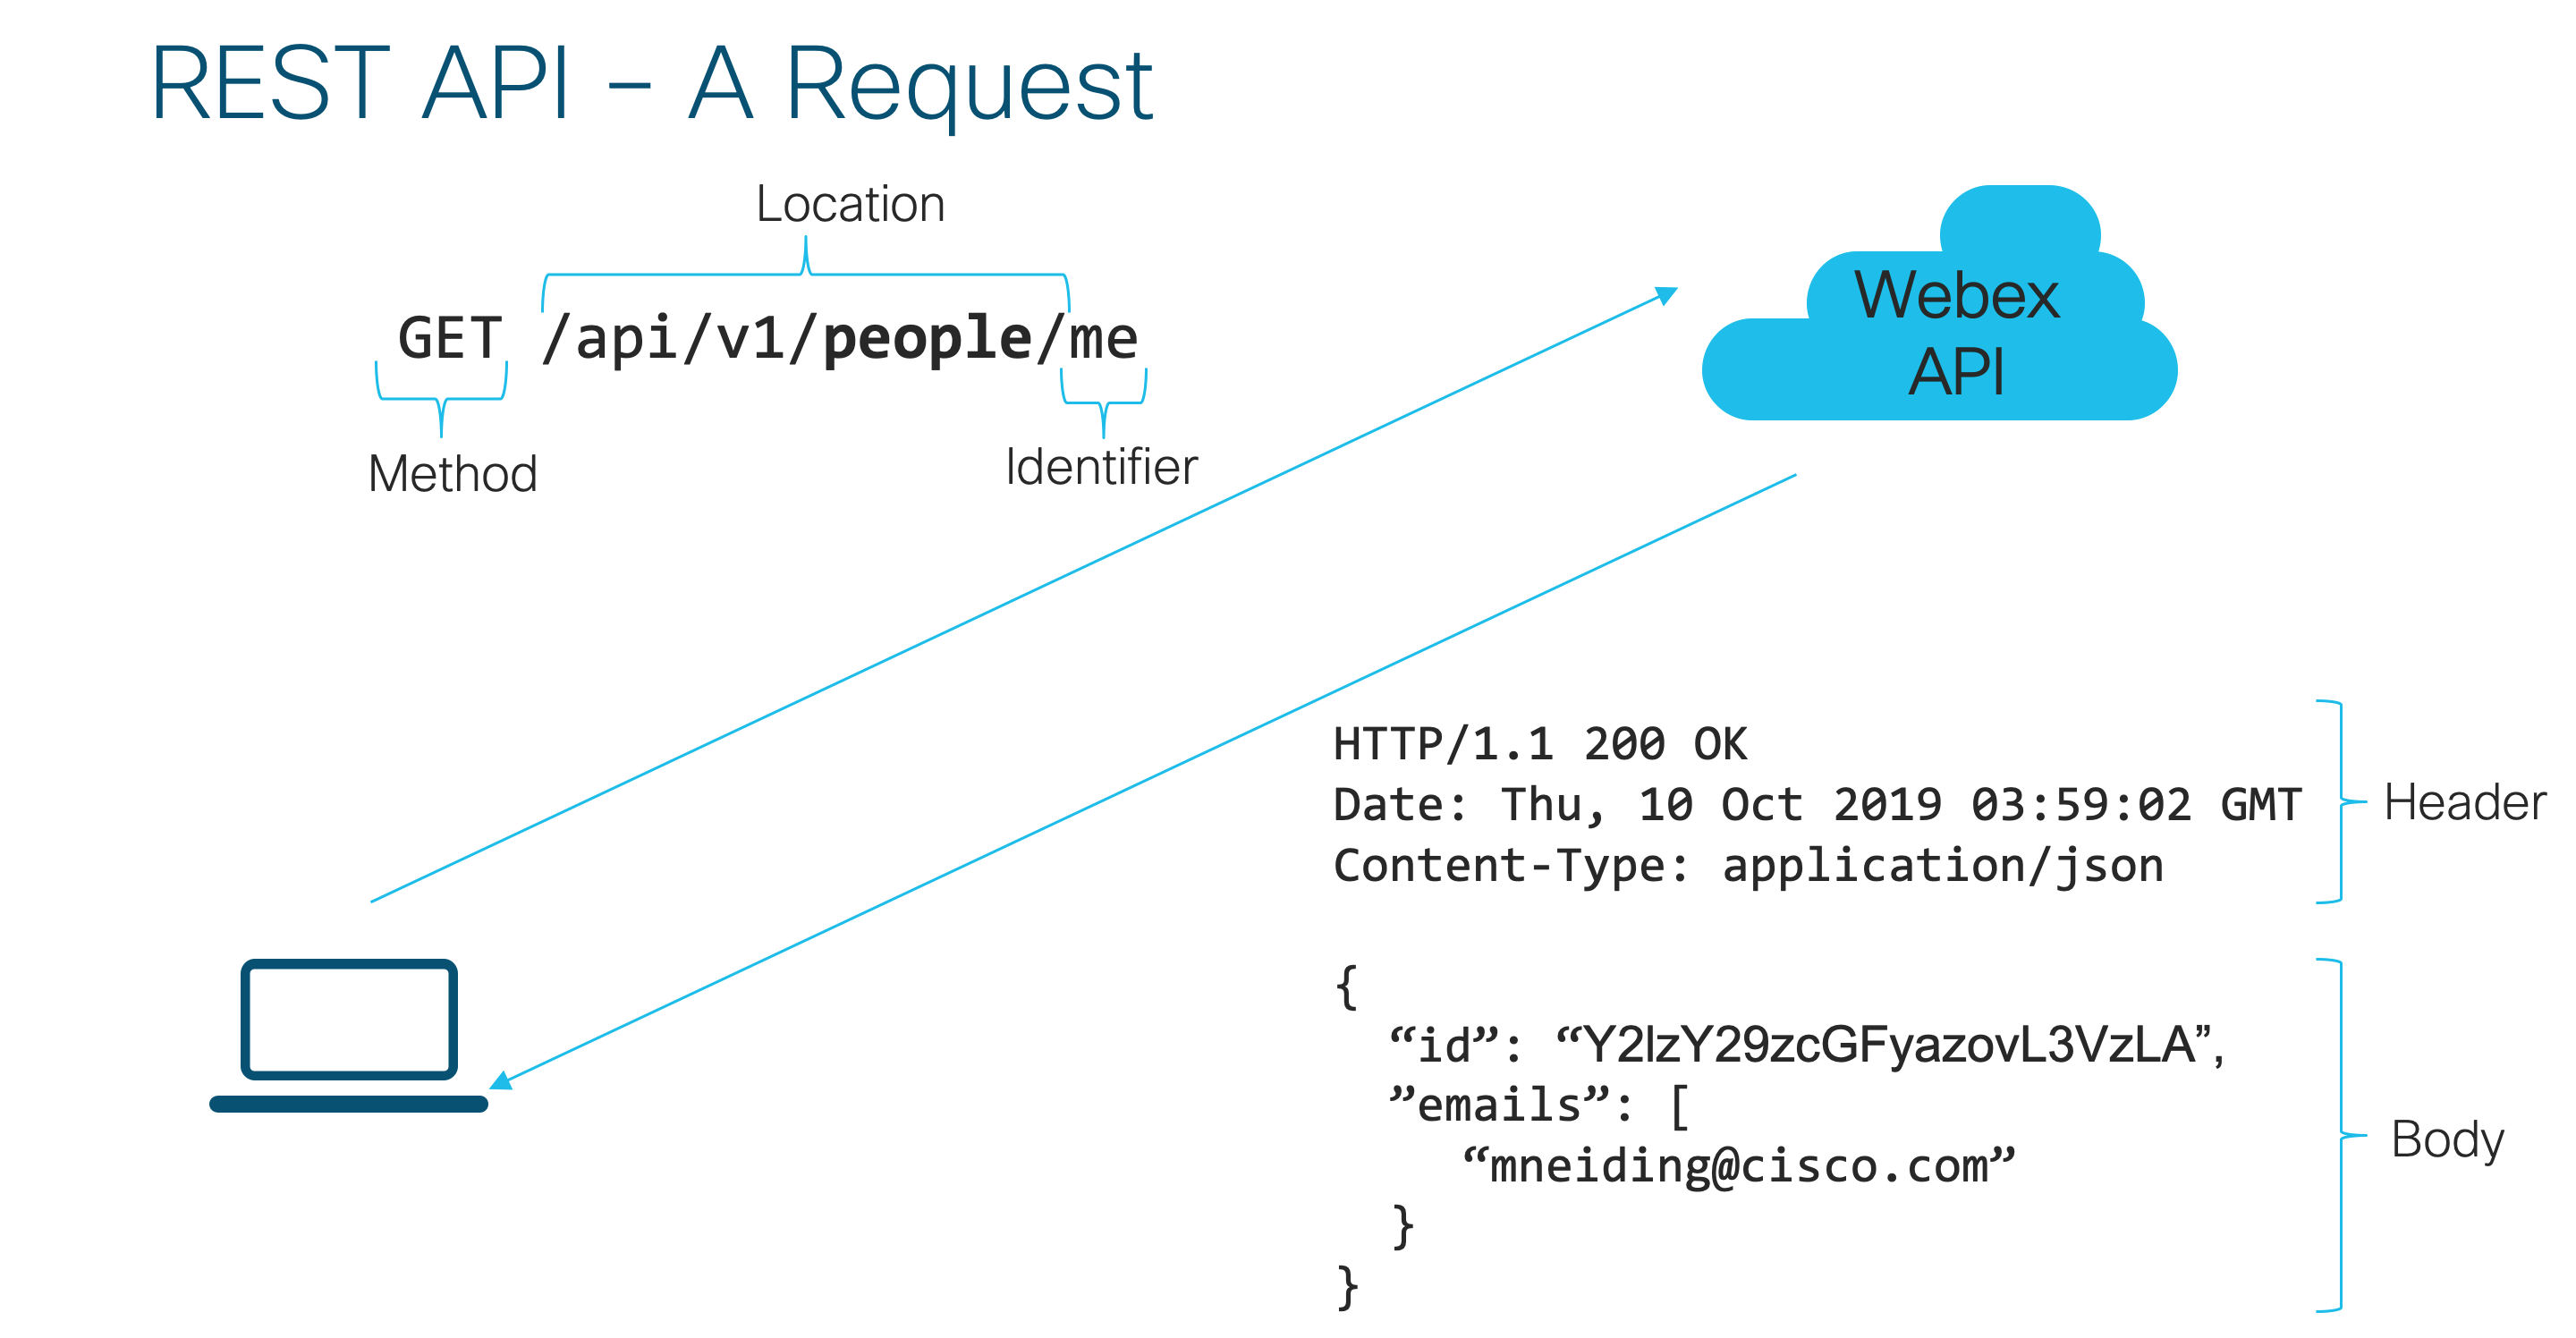 REST API – A Request
Location
GET /api/v1/people/me
Method
Identifier
Webex
API
HTTP/1.1 200 OK
Date: Thu, 10 Oct 2019 03:59:02 GMT
Content-Type: application/json
Header
{
“id”: “Y2lzY29zcGFyazovL3VzLA”,
”emails”: [
“mneiding@cisco.com”
}
}
Body